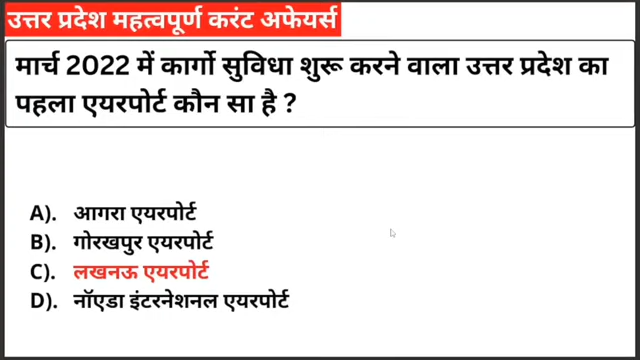 उत्तर प्रदेश महत्वपूर्ण करंट अफेयर्स
मार्च 2022 में कार्गो सुविधा शुरू करने वाला उत्तर प्रदेश का
पहला एयरपोर्ट कौन सा है ?
A). आगरा एयरपोर्ट
B). गोरखपुर एयरपोर्ट
C). लखनऊ एयरपोर्ट
D). नॉएडा इंटरनेशनल एयरपोर्ट